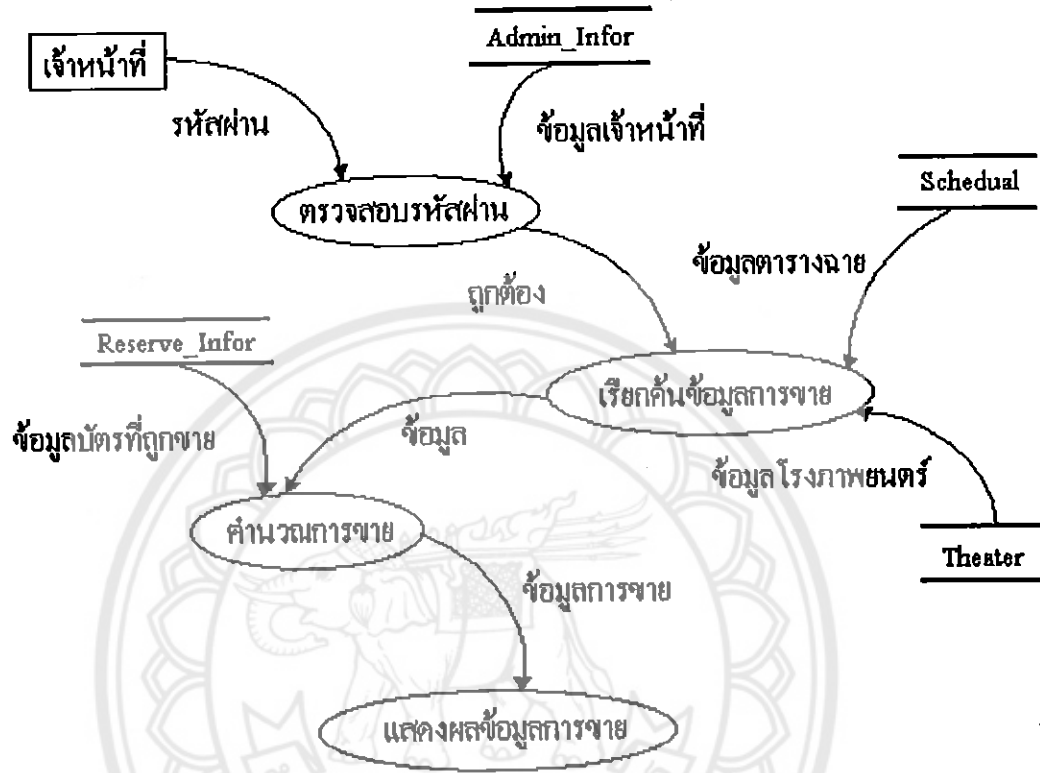 Admin_Infor
เจ้าหน้าที่
รหัสผ่าน
ข้อมูลเจ้าหน้าที่
Schedual
ตรวจสอบรหัสผ่าน
ข้อมูลตารางฉาย
ถูกต้อง
Reserve_Infor
เรียกค้นข้อมูลการขาย
ข้อมูลบัตรที่ถูกขาย
ข้อมูล
ข้อมูลโรงภาพยนตร์
คำนวณการขาย
Theater
ข้อมูลการขาย
แสดงผลข้อมูลการขาย